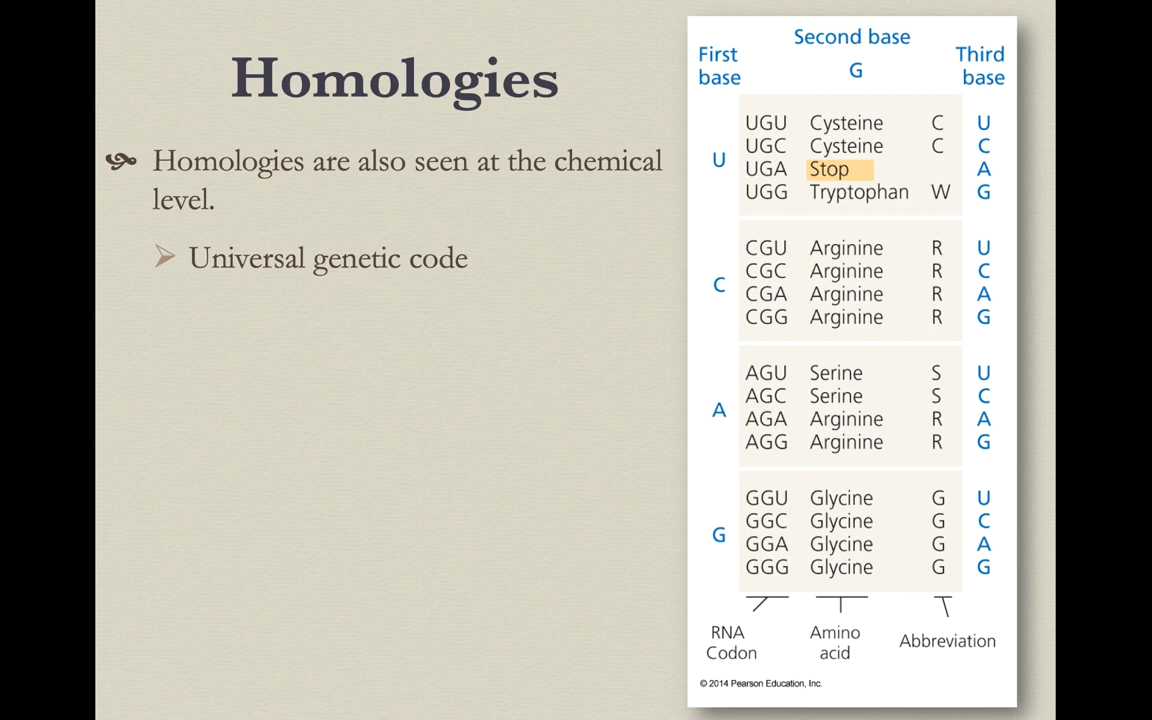 Homologies
Homologies are also seen at the chemical
level.
Universal genetic code
Second base
First
base
G
Third
base
U
UGU Cysteine C U
UGC Cysteine C C
UGA Stop A
UGG Tryptophan W G
C
CGU Arginine R U
CGC Arginine R C
CGA Arginine R A
CGG Arginine R G
A
AGU Serine S U
AGC Serine S C
AGA Arginine R A
AGG Arginine R G
G
GGU Glycine G U
GGC Glycine G C
GGA Glycine G A
GGG Glycine G G
RNA
Codon
Amino
acid
Abbreviation
© 2014 Pearson Education, Inc.